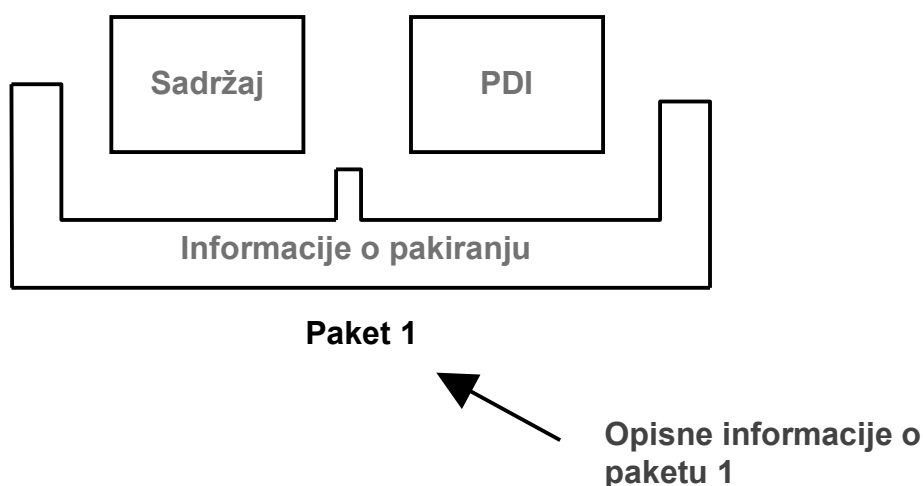 Sadržaj
PDI
Informacije o pakiranju
Paket 1
Opisne informacije o
paketu 1